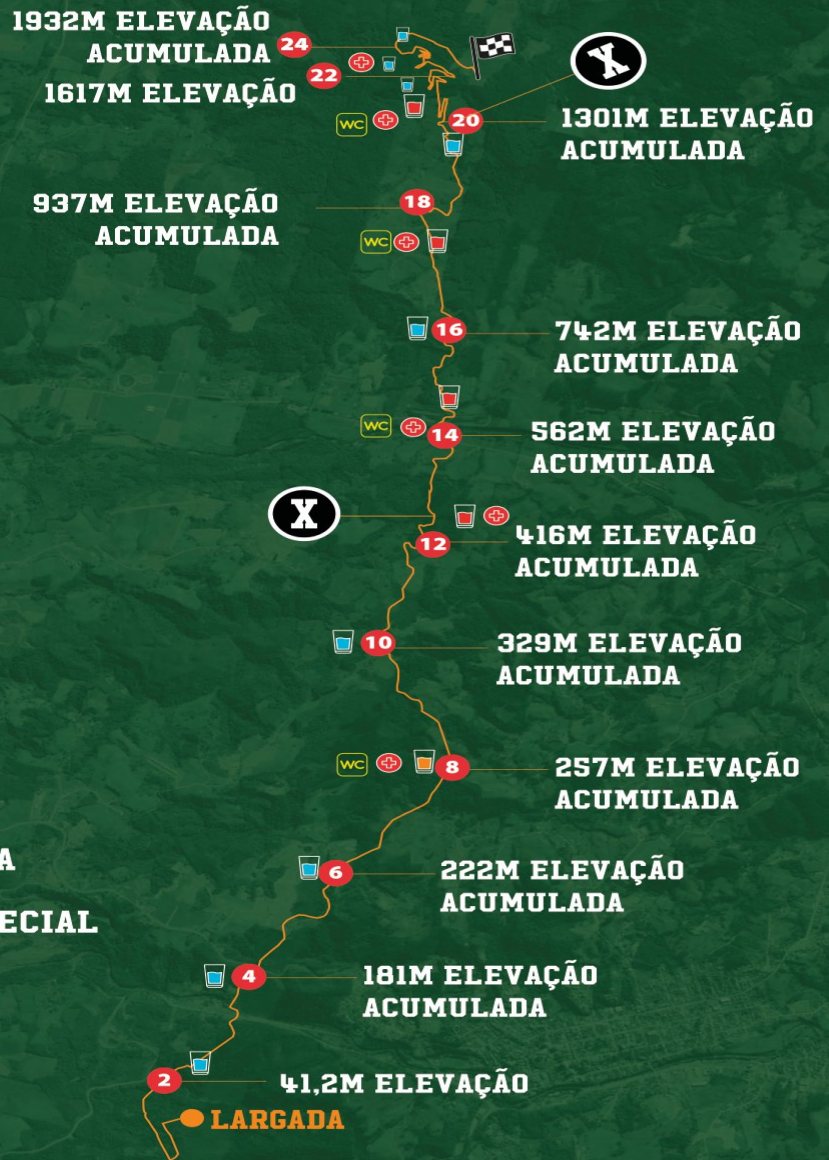 1932M ELEVAÇÃO
ACUMULADA
24
22
1617M ELEVAÇÃO
X
WC
20
1301M ELEVAÇÃO
ACUMULADA
937M ELEVAÇÃO
ACUMULADA
18
WC
16
742M ELEVAÇÃO
ACUMULADA
WC
14
562M ELEVAÇÃO
ACUMULADA
X
12
416M ELEVAÇÃO
ACUMULADA
10
329M ELEVAÇÃO
ACUMULADA
WC
8
257M ELEVAÇÃO
ACUMULADA
A
6
222M ELEVAÇÃO
ACUMULADA
ECIAL
4
181M ELEVAÇÃO
ACUMULADA
2
41,2M ELEVAÇÃO
LARGADA